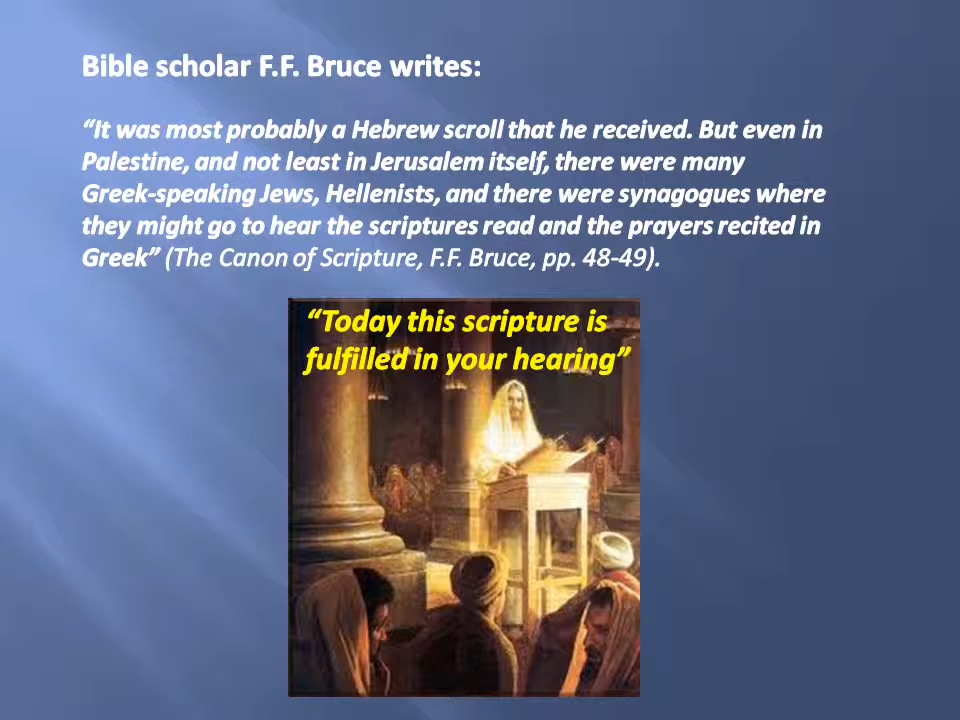 Bible scholar F.F. Bruce writes:
“It was most probably a Hebrew scroll that he received. But even in
Palestine, and not least in Jerusalem itself, there were many
Greek-speaking Jews, Hellenists, and there were synagogues where
they might go to hear the scriptures read and the prayers recited in
Greek” (The Canon of Scripture, F.F. Bruce, pp. 48-49).
“Today this scripture is
fulfilled in your hearing”